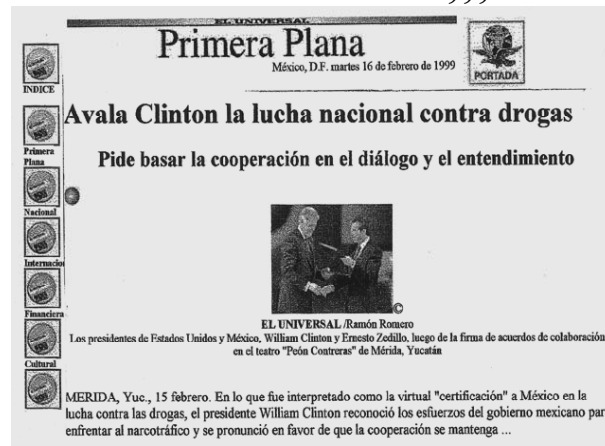 EL UNIVERSAL
Primera Plana
México, D.F. martes 16 de febrero de 1999
PORTADA
INDICE
Avala Clinton la lucha nacional contra drogas
Primera
Plana
Pide basar la cooperación en el diálogo y el entendimiento
Nacional
Internacio
Financiera
Cultural
©
EL UNIVERSAL /Ramón Romero
Los presidentes de Estados Unidos y México, William Clinton y Ernesto Zedillo, luego de la firma de acuerdos de colaboración
en el teatro "Peón Contreras" de Mérida, Yucatán
MERIDA, Yuc., 15 febrero. En lo que fue interpretado como la virtual "certificación" a México en la
lucha contra las drogas, el presidente William Clinton reconoció los esfuerzos del gobierno mexicano par
enfrentar al narcotráfico y se pronunció en favor de que la cooperación se mantenga ...